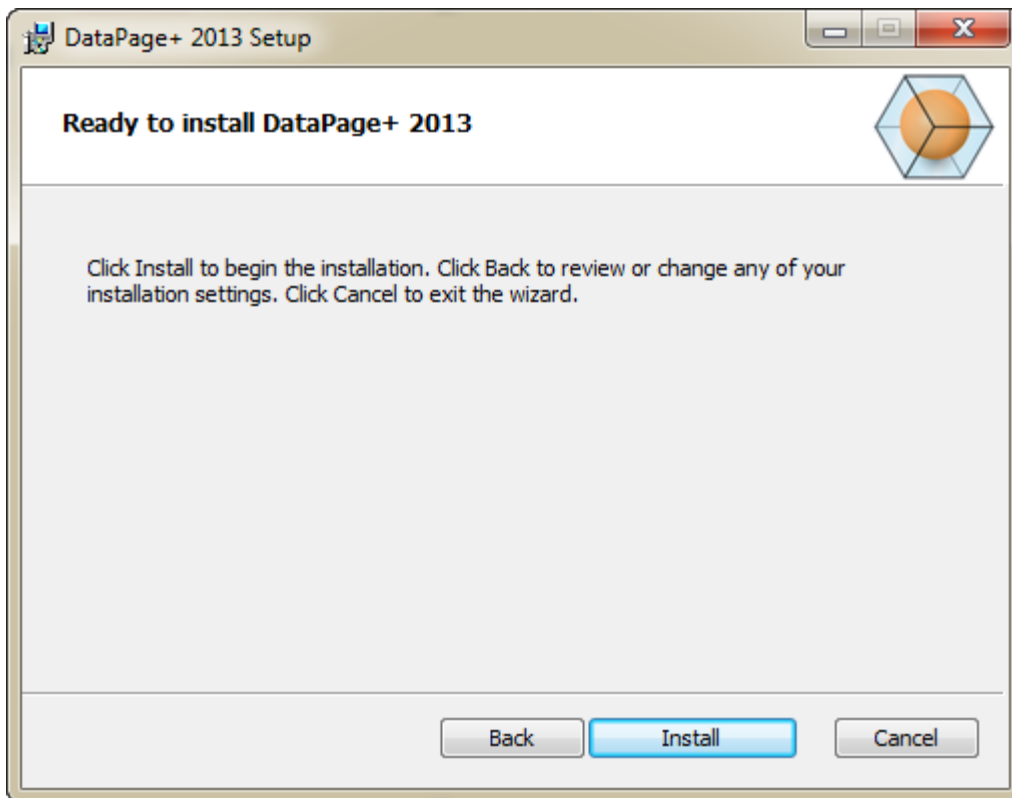 DataPage+ 2013 Setup
Ready to install DataPage+ 2013
Click Install to begin the installation. Click Back to review or change any of your
installation settings. Click Cancel to exit the wizard.
Back Install Cancel